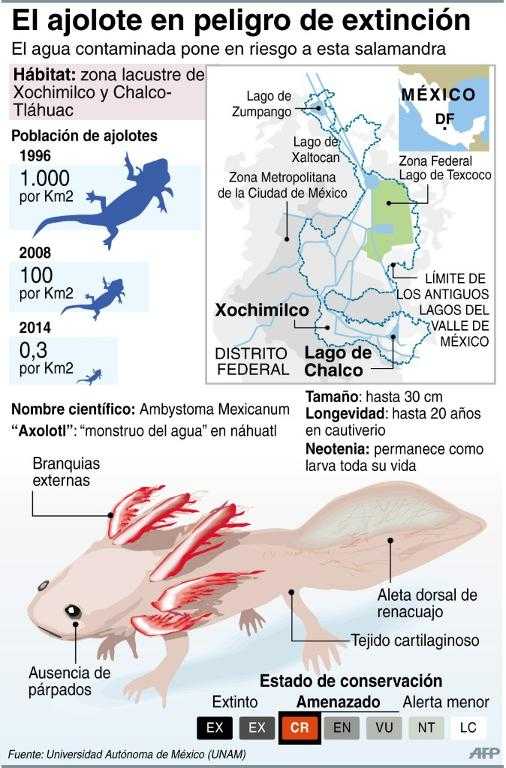 El ajolote en peligro de extinción
El agua contaminada pone en riesgo a esta salamandra
Hábitat: zona lacustre de
Xochimilco y Chalco-
Tláhuac
Población de ajolotes
1996
1.000
por Km2
2008
100
por Km2
2014
0,3
por Km2
Lago de
Zumpango
Lago de
Xaltocan
Zona Metropolitana
de la Ciudad de México
MÉXICO
DF
Zona Federal
Lago de Texcoco
LÍMITE DE
LOS ANTIGUOS
LAGOS DEL
VALLE DE
MÉXICO
Xochimilco
DISTRITO
FEDERAL
Lago de
Chalco
Nombre científico: Ambystoma Mexicanum
“Axolotl”: “monstruo del agua” en náhuatl
Tamaño: hasta 30 cm
Longevidad: hasta 20 años
en cautiverio
Neotenia: permanece como
larva toda su vida
Branquias
externas
Aleta dorsal de
renacuajo
Tejido cartilaginoso
Ausencia de
párpados
Estado de conservación
Extinto Amenazado Alerta menor
EX EX CR EN VU NT LC
Fuente: Universidad Autónoma de México (UNAM)
AFP